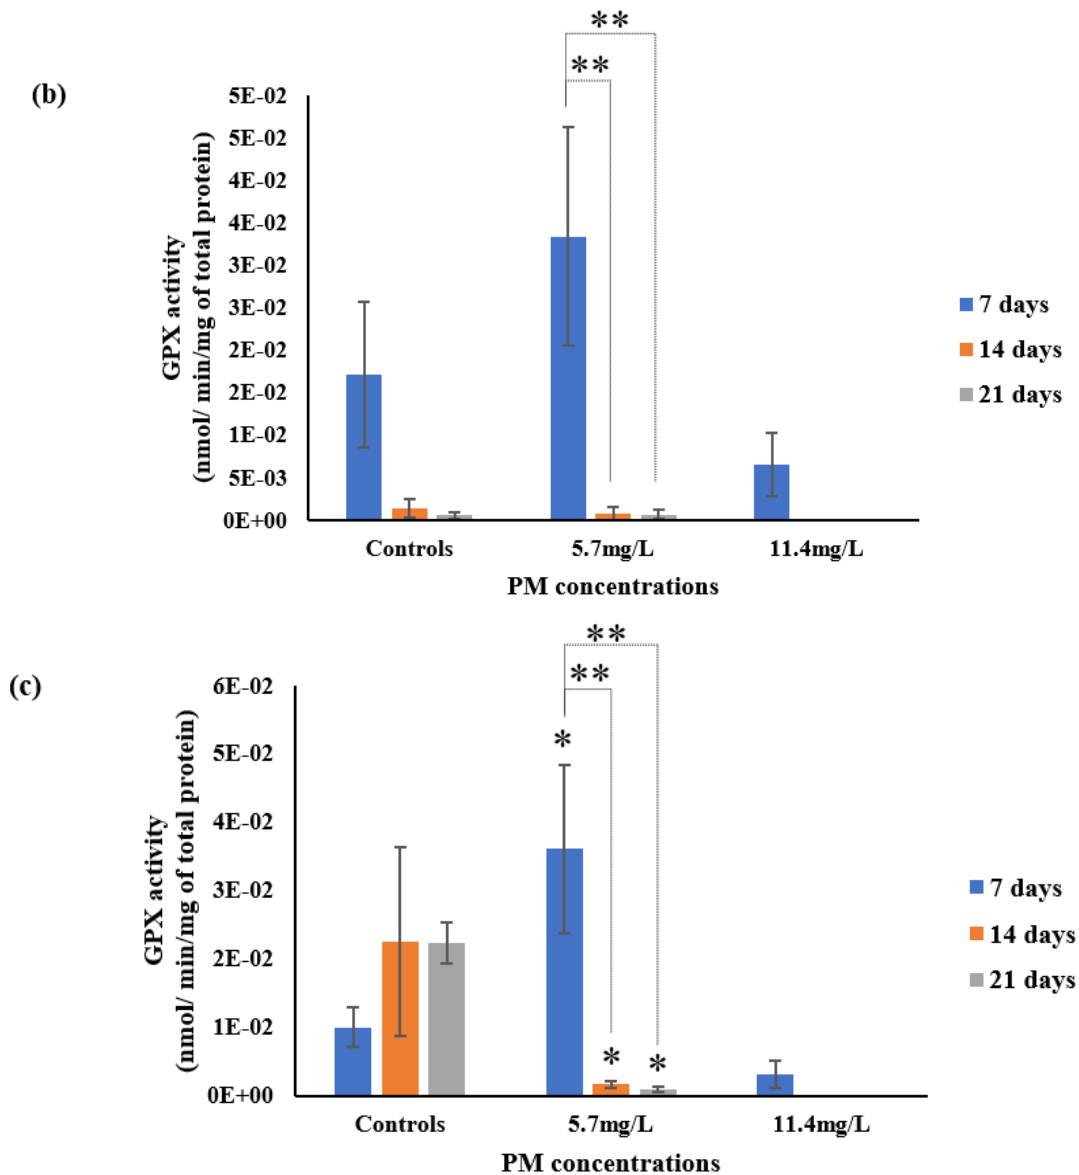 (b)
**
**
GPX activity
(nmol/ min/mg of total protein)
5E-02
5E-02
4E-02
4E-02
3E-02
3E-02
2E-02
2E-02
1E-02
5E-03
0E+00
Controls
5.7mg/L
11.4mg/L
PM concentrations
7 days
14 days
21 days
(c)
**
**
*
*
*
GPX activity
(nmol/ min/mg of total protein)
6E-02
5E-02
4E-02
3E-02
2E-02
1E-02
0E+00
Controls
5.7mg/L
11.4mg/L
PM concentrations
7 days
14 days
21 days